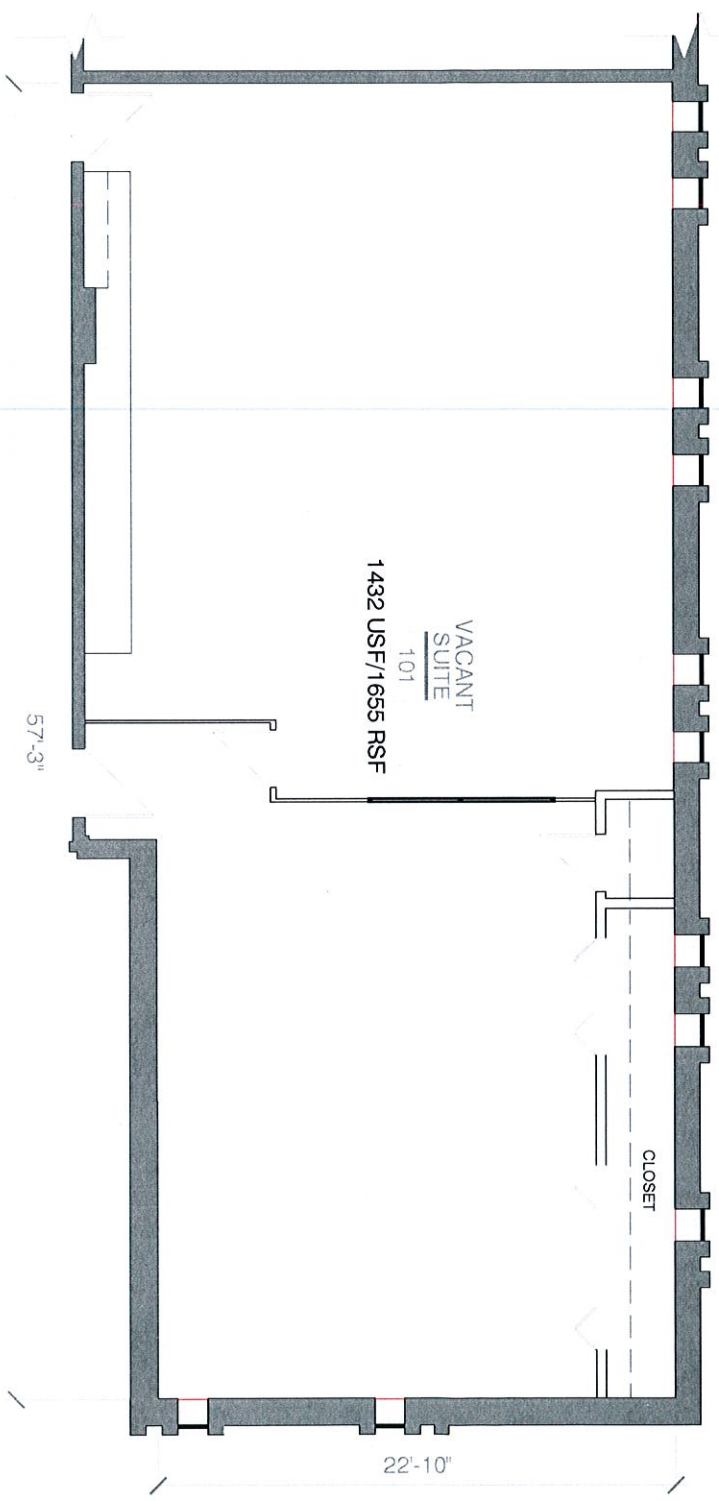 VACANT
SUITE
101
1432 USF/1655 RSF
CLOSET
57'-3"
22'-10"